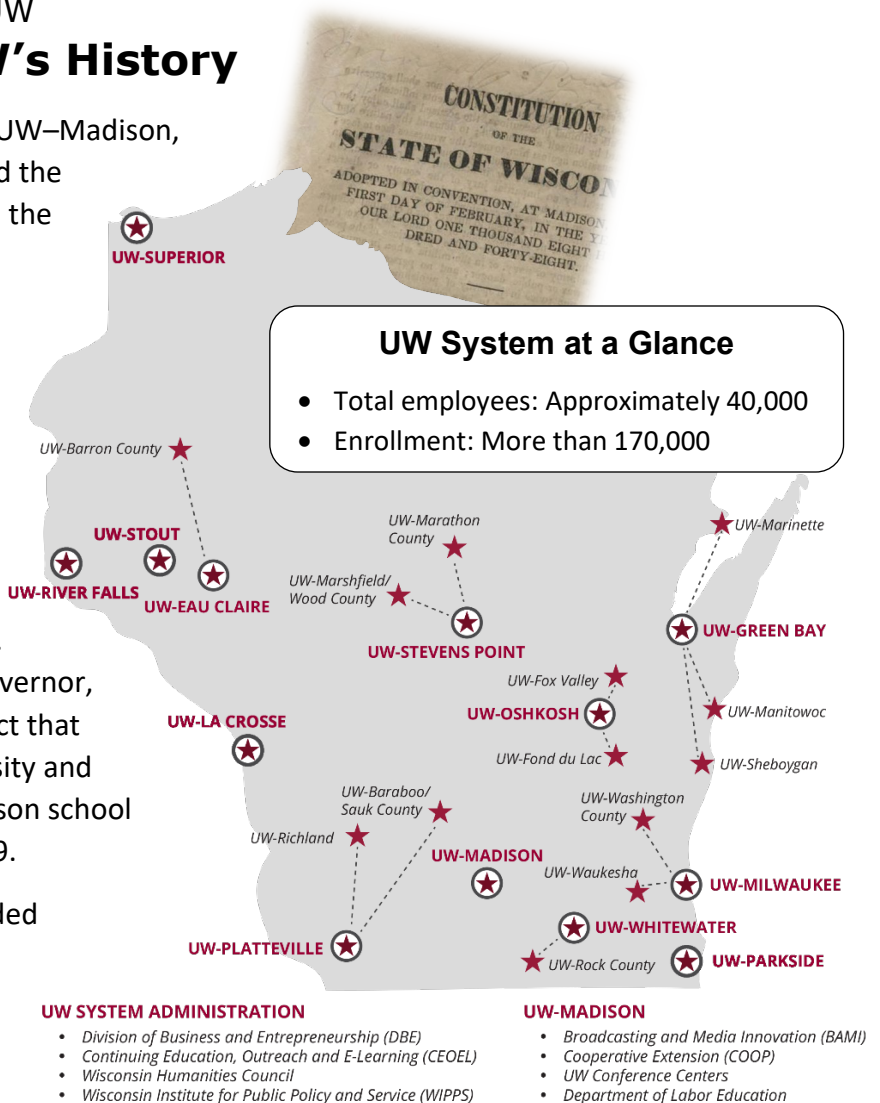 UW
's History
UW–Madison,
the
the
CONSTITUTION
OF THE
STATE OF WISCON
ADOPTED IN CONVENTION, AT MADISON
FIRST DAY OF FEBRUARY, IN THE
OUR LORD ONE THOUSAND EIGHT
DRED AND FORTY-EIGHT.
UW-SUPERIOR
UW System at a Glance
• Total employees: Approximately 40,000
• Enrollment: More than 170,000
UW-Barron County
UW-Marathon
County
UW-Marinette
UW-STOUT
UW-Marshfield/
Wood County
UW-RIVER FALLS
UW-EAU CLAIRE
UW-GREEN BAY
UW-STEVENS POINT
UW-Fox Valley
vernor,
UW-OSHKOSH
UW-Manitowoc
ct that
UW-LA CROSSE
sity and
UW-Fond du Lac
UW-Sheboygan
son school
UW-Baraboo/
Sauk County
UW-Washington
County
UW-Richland
9.
UW-MADISON
UW-Waukesha
UW-MILWAUKEE
ded
UW-WHITEWATER
UW-PLATTEVILLE
UW-Rock County
UW-PARKSIDE
UW SYSTEM ADMINISTRATION
• Division of Business and Entrepreneurship (DBE)
• Continuing Education, Outreach and E-Learning (CEOEL)
• Wisconsin Humanities Council
• Wisconsin Institute for Public Policy and Service (WIPPS)
UW-MADISON
• Broadcasting and Media Innovation (BAMI)
• Cooperative Extension (COOP)
• UW Conference Centers
• Department of Labor Education